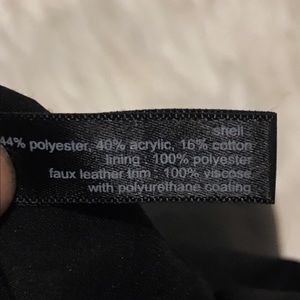 shell
44% polyester, 40% acrylic, 16% cotton
lining : 100% polyester
faux leather trim : 100% viscose
with polyurethane coating